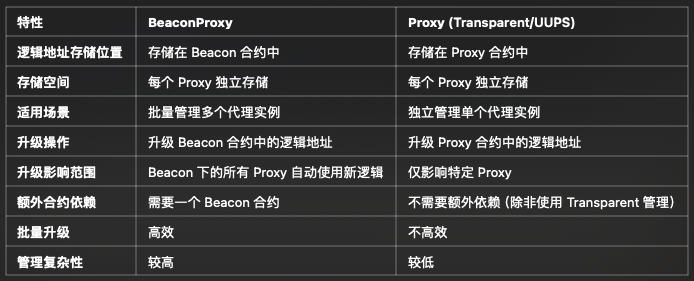 特性 BeaconProxy Proxy (Transparent/UUPS)
逻辑地址存储位置 存储在 Beacon 合约中 存储在 Proxy 合约中
存储空间 每个 Proxy 独立存储 每个 Proxy 独立存储
适用场景 批量管理多个代理实例 独立管理单个代理实例
升级操作 升级 Beacon 合约中的逻辑地址 升级 Proxy 合约中的逻辑地址
升级影响范围 Beacon 下的所有 Proxy 自动使用新逻辑 仅影响特定 Proxy
额外合约依赖 需要一个 Beacon 合约 不需要额外依赖（除非使用 Transparent 管理）
批量升级 高效 不高效
管理复杂性 较高 较低